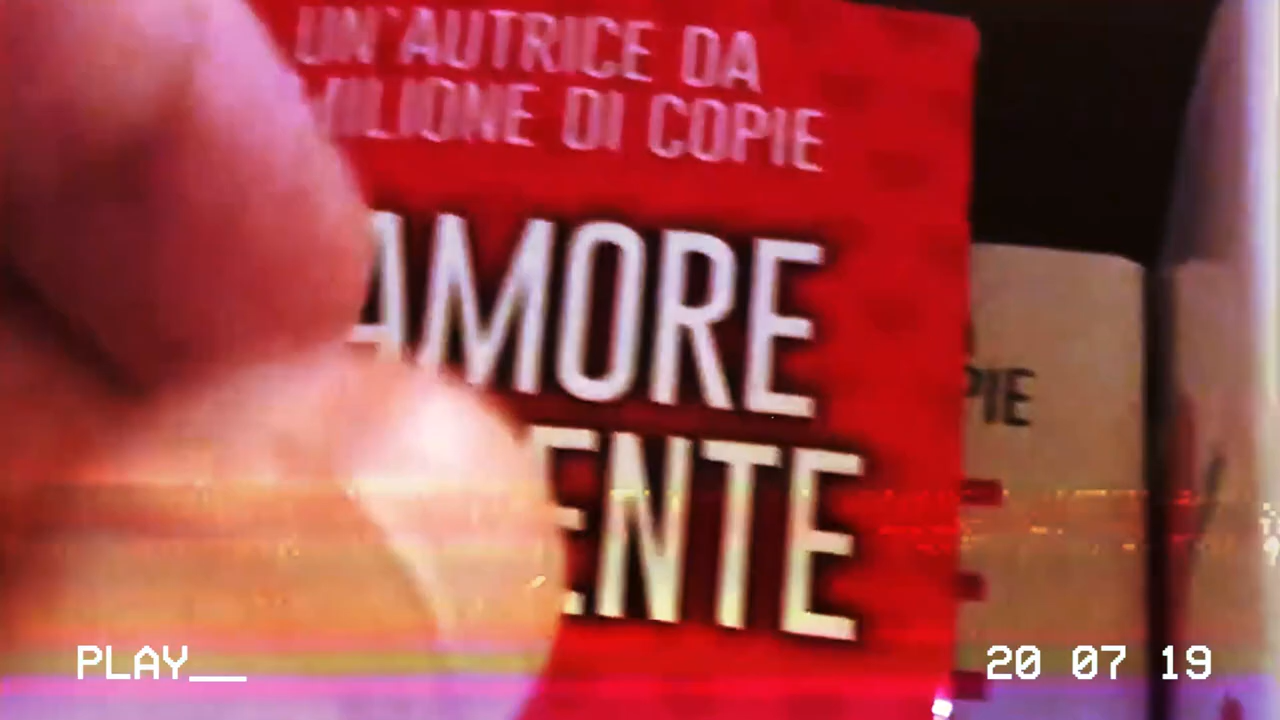 UN'AUTRICE DA
MILIONE DI COPIE
AMORE
ENTE
PIE
PLAY__
20 07 19